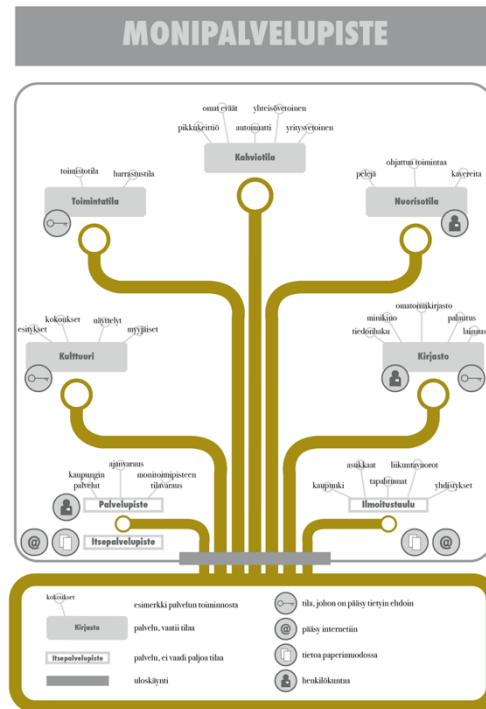 MONIPALVELUPISTE
omat eväät
yhteisövetoinen
pikkukeittiö
automaatti
yritysvetoinen
Kahviotila
toimistotila
harrastustila
Toimintatila
pelejä
ohjattua toimintaa
kavereita
Nuorisotila
esitykset
kokoukset
näyttelyt
myyjäiset
Kulttuuri
tiedonhaku
minikino
omatoimikirjasto
palautus
lainaus
Kirjasto
kaupungin
palvelut
ajanvaraus
monitoimipisteen
tilavaraus
Palvelupiste
Itsepalvelupiste
kaupunki
asukkaat
tapahtumat
liikuntavuorot
yhdistykset
Ilmoitustaulu
@
@
kokoukset
esimerkki palvelun toiminnosta
Kirjasto
palvelu, vaatii tilaa
Itsepalvelupiste
palvelu, ei vaadi paljoa tilaa
uloskäynti
tila, johon on pääsy tietyin ehdoin
@
pääsy internetiin
tietoa paperimuodossa
henkilökuntaa